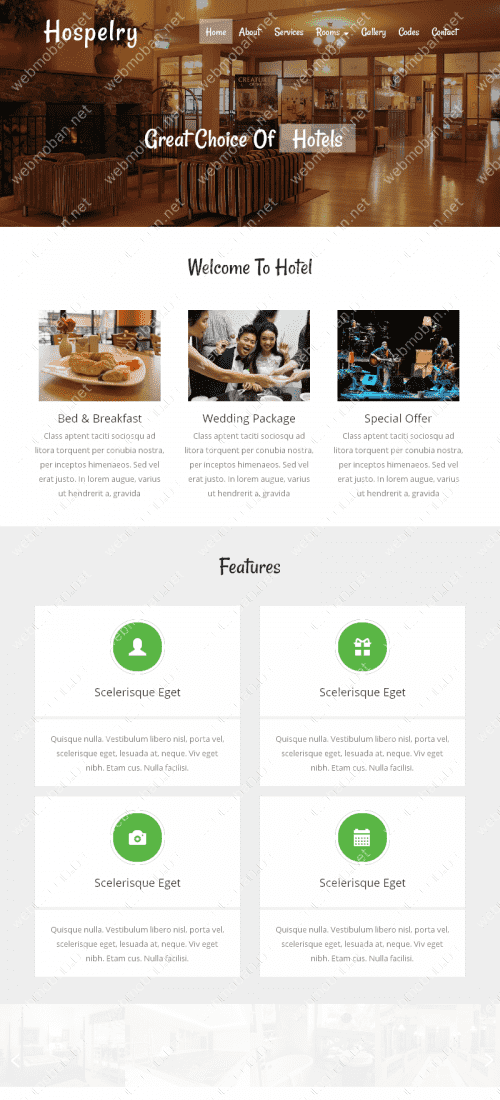 Hospelry
Home About Services Rooms Gallery Codes Contact
CREATURE
Great Choice Of Hotels
Welcome To Hotel
Bed & Breakfast
Class aptent taciti sociosqu ad
litora torquent per conubia nostra,
per inceptos himenaeos. Sed vel
erat justo. In lorem augue, varius
ut hendrerit a, gravida
Wedding Package
Class aptent taciti sociosqu ad
litora torquent per conubia nostra,
per inceptos himenaeos. Sed vel
erat justo. In lorem augue, varius
ut hendrerit a, gravida
Special Offer
Class aptent taciti sociosqu ad
litora torquent per conubia nostra,
per inceptos himenaeos. Sed vel
erat justo. In lorem augue, varius
ut hendrerit a, gravida
Features
Scelerisque Eget
Quisque nulla. Vestibulum libero nisl, porta vel,
scelerisque eget, lesuada at, neque. Viv eget
nibh. Etam cus. Nulla facilisi.
Scelerisque Eget
Quisque nulla. Vestibulum libero nisl, porta vel,
scelerisque eget, lesuada at, neque. Viv eget
nibh. Etam cus. Nulla facilisi.
Scelerisque Eget
Quisque nulla. Vestibulum libero nisl, porta vel,
scelerisque eget, lesuada at, neque. Viv eget
nibh. Etam cus. Nulla facilisi.
Scelerisque Eget
Quisque nulla. Vestibulum libero nisl, porta vel,
scelerisque eget, lesuada at, neque. Viv eget
nibh. Etam cus. Nulla facilisi.
webmoban.net